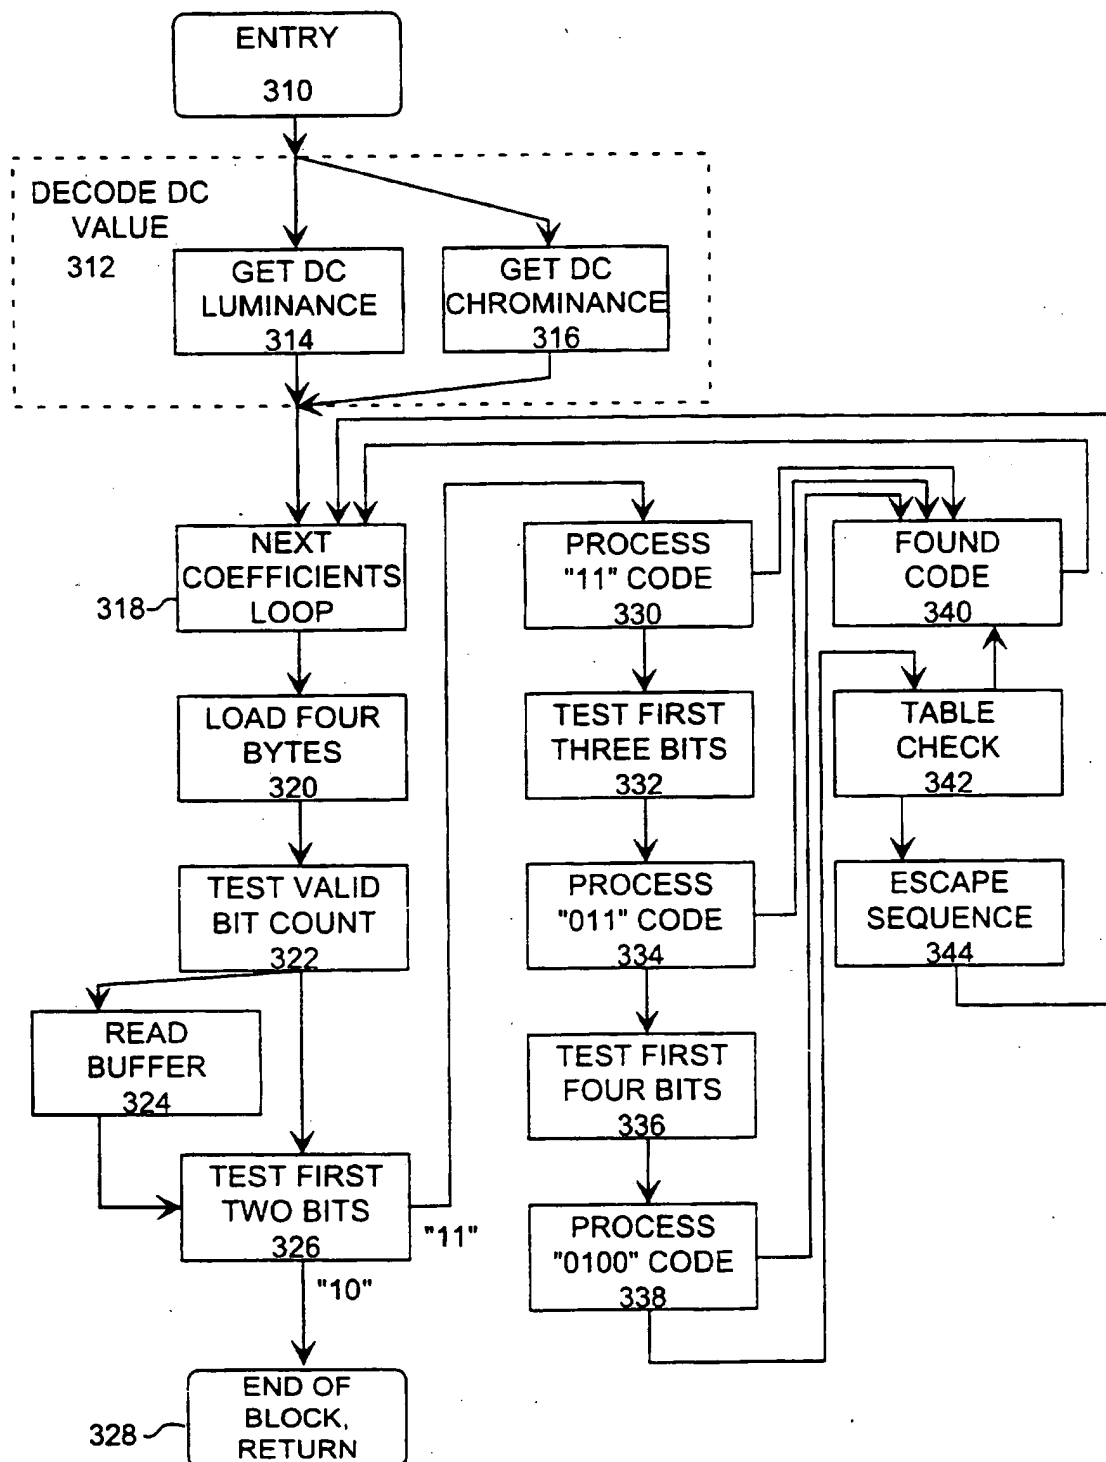 ENTRY
310
DECODE DC
VALUE
312
GET DC
LUMINANCE
314
GET DC
CHROMINANCE
316
NEXT
COEFFICIENTS
LOOP
318
LOAD FOUR
BYTES
320
TEST VALID
BIT COUNT
322
READ
BUFFER
324
TEST FIRST
TWO BITS
326
"11"
"10"
END OF
BLOCK,
RETURN
328
PROCESS
"11" CODE
330
TEST FIRST
THREE BITS
332
PROCESS
"011" CODE
334
TEST FIRST
FOUR BITS
336
PROCESS
"0100" CODE
338
FOUND
CODE
340
TABLE
CHECK
342
ESCAPE
SEQUENCE
344